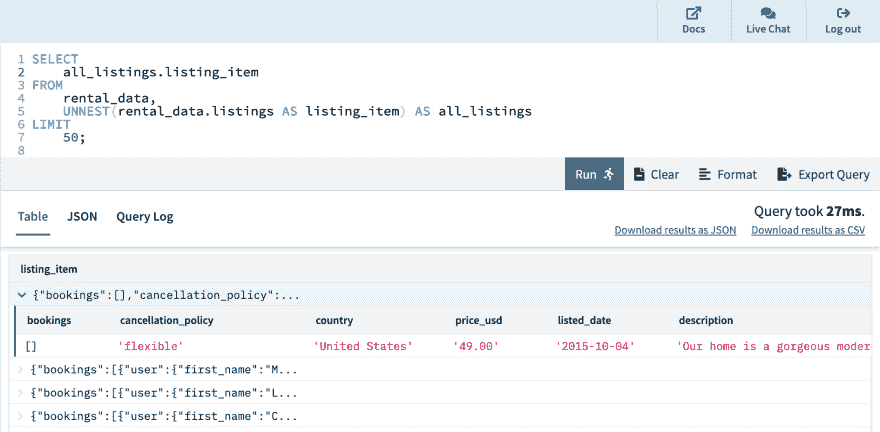 Docs Live Chat Log out
1 SELECT
2 all_listings.listing_item
3 FROM
4 rental_data,
5 UNNEST(rental_data.listings AS listing_item) AS all_listings
6 LIMIT
7 50;
8
Run Clear Format Export Query
Table JSON Query Log
Query took 27ms.
Download results as JSON Download results as CSV
listing_item
{"bookings":[],"cancellation_policy":...
bookings cancellation_policy country price_usd listed_date description
[] 'flexible' 'United States' '49.00' '2015-10-04' 'Our home is a gorgeous moder
{"bookings":[{"user":{"first_name":"M...
{"bookings":[{"user":{"first_name":"L...
{"bookings":[{"user":{"first_name":"C...